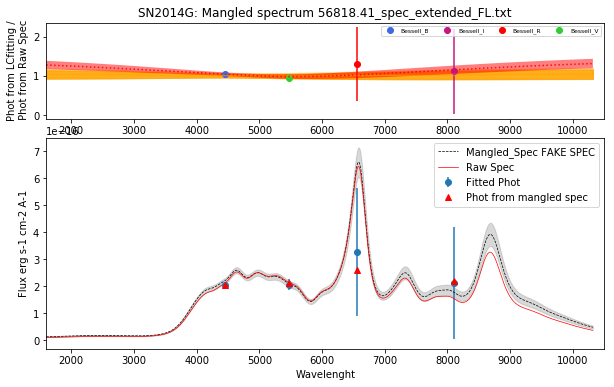 SN2014G: Mangled spectrum 56818.41_spec_extended_FL.txt
Phot from LCfitting /
Phot from Raw Spec
2
1
0
Bessell_B
Bessell_I
Bessell_R
Bessell_V
2000 3000 4000 5000 6000 7000 8000 9000 10000
1e−16
Flux erg s-1 cm-2 A-1
7
6
5
4
3
2
1
0
Mangled_Spec FAKE SPEC
Raw Spec
Fitted Phot
Phot from mangled spec
2000 3000 4000 5000 6000 7000 8000 9000 10000
Wavelenght